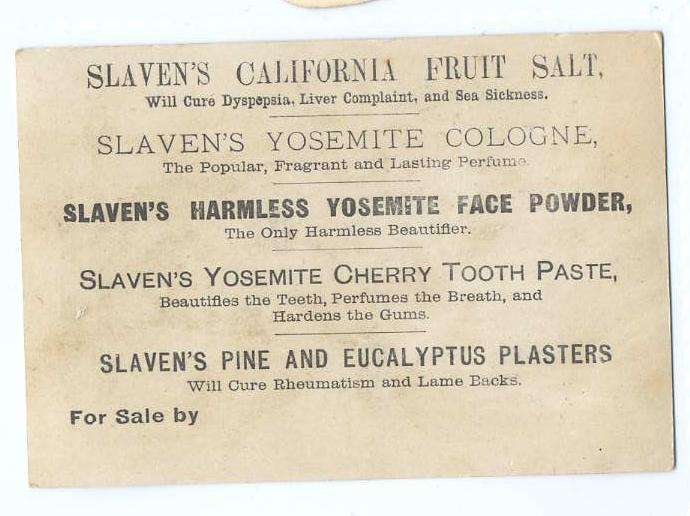 SLAVEN'S CALIFORNIA FRUIT SALT,
Will Cure Dyspepsia, Liver Complaint, and Sea Sickness.
SLAVEN'S YOSEMITE COLOGNE,
The Popular, Fragrant and Lasting Perfume.
SLAVEN'S HARMLESS YOSEMITE FACE POWDER,
The Only Harmless Beautifier.
SLAVEN'S YOSEMITE CHERRY TOOTH PASTE,
Beautifies the Teeth, Perfumes the Breath, and
Hardens the Gums.
SLAVEN'S PINE AND EUCALYPTUS PLASTERS
Will Cure Rheumatism and Lame Backs.
For Sale by